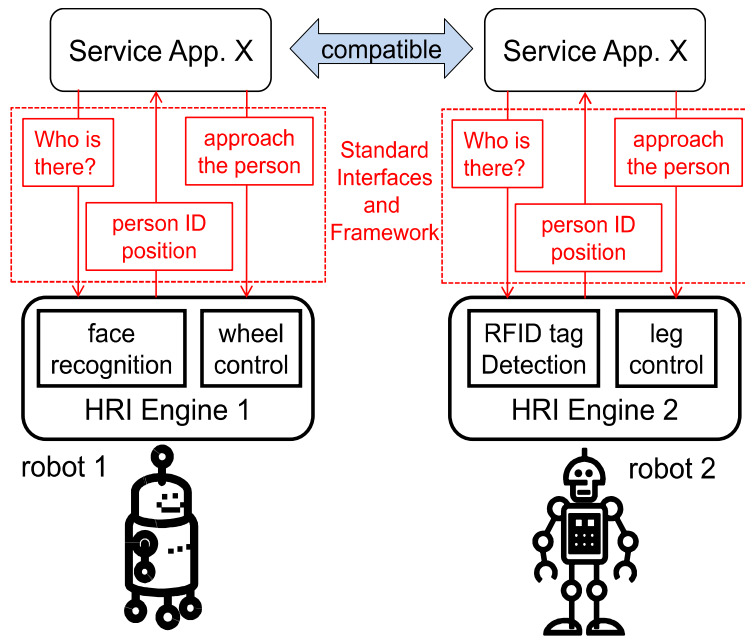 Service App. X
compatible
Service App. X
Who is
there?
approach
the person
person ID
position
Standard
Interfaces
and
Framework
Who is
there?
approach
the person
person ID
position
face
recognition
wheel
control
HRI Engine 1
RFID tag
Detection
leg
control
HRI Engine 2
robot 1
robot 2